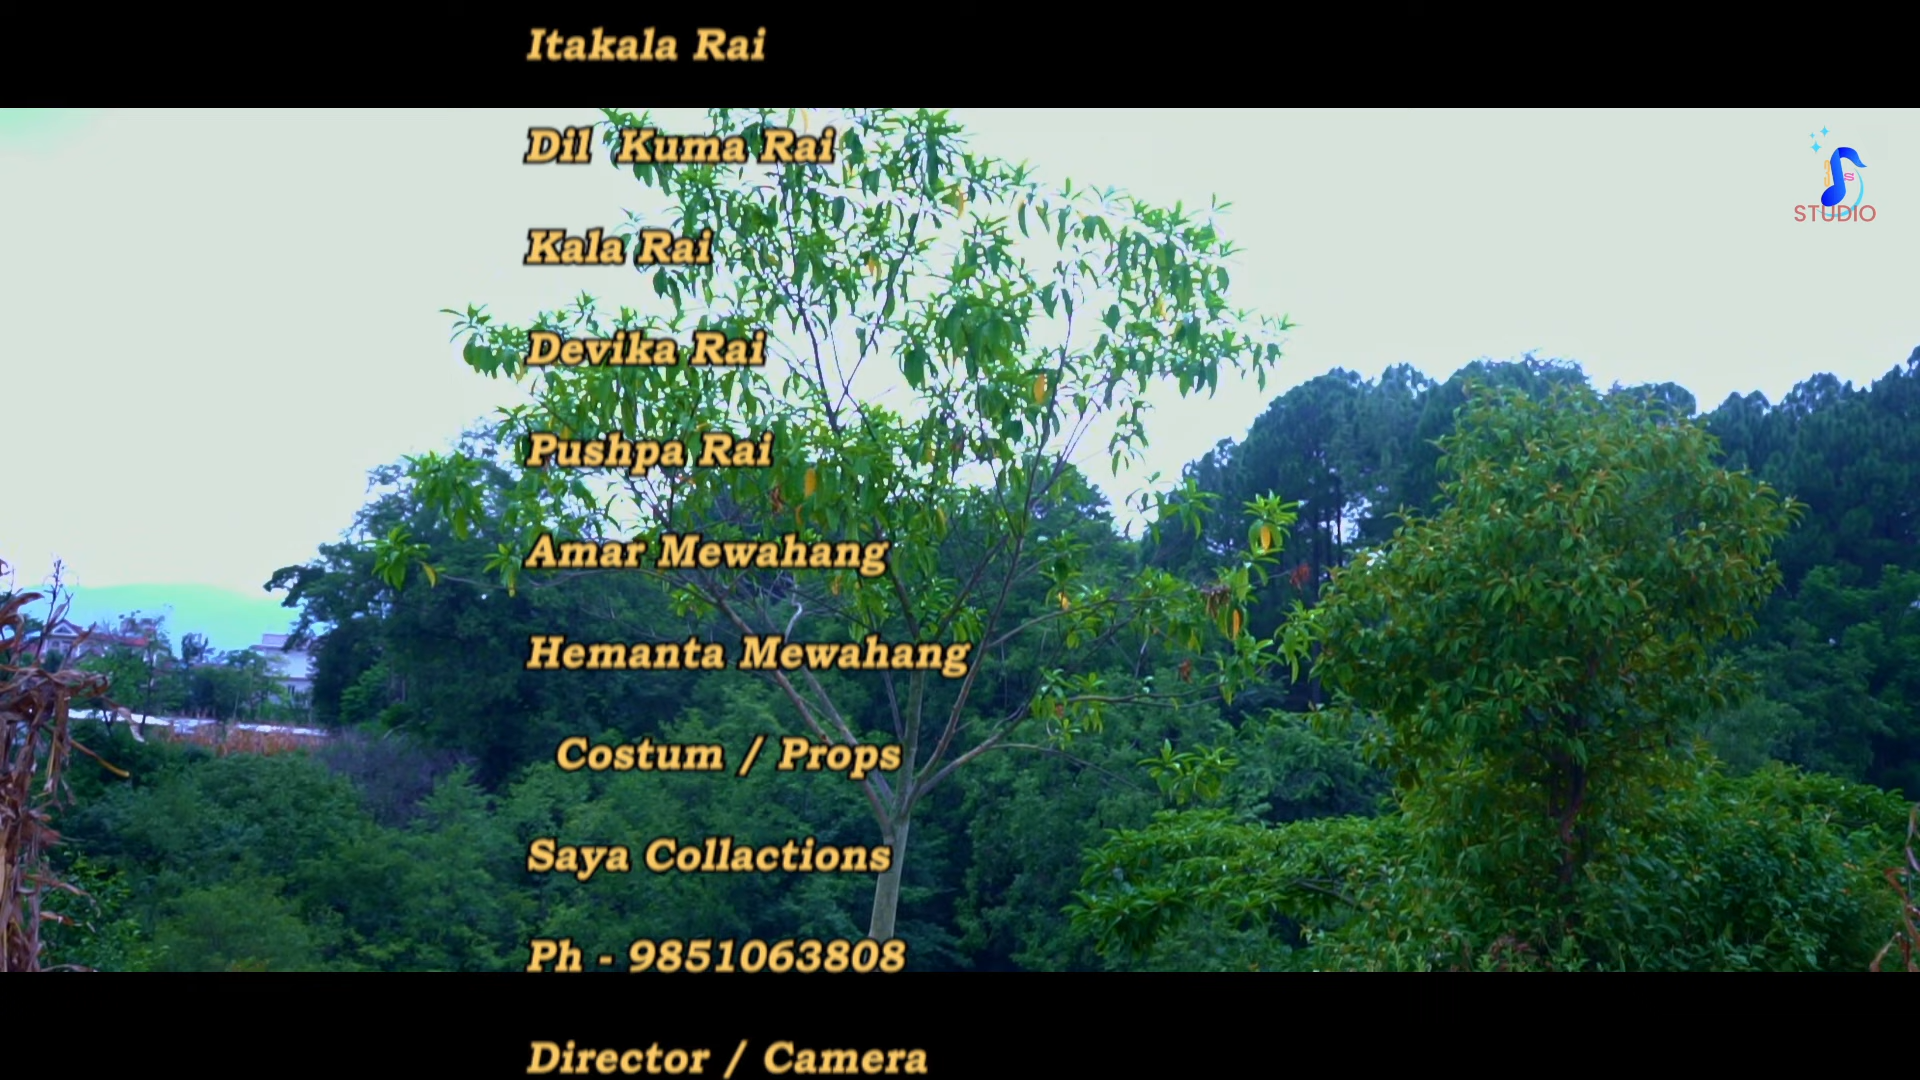 Itakala Rai
Dil Kuma Rai
Kala Rai
Devika Rai
Pushpa Rai
Amar Mewahang
Hemanta Mewahang
Costum / Props
Saya Collactions
Ph - 9851063808
Director / Camera
STUDIO